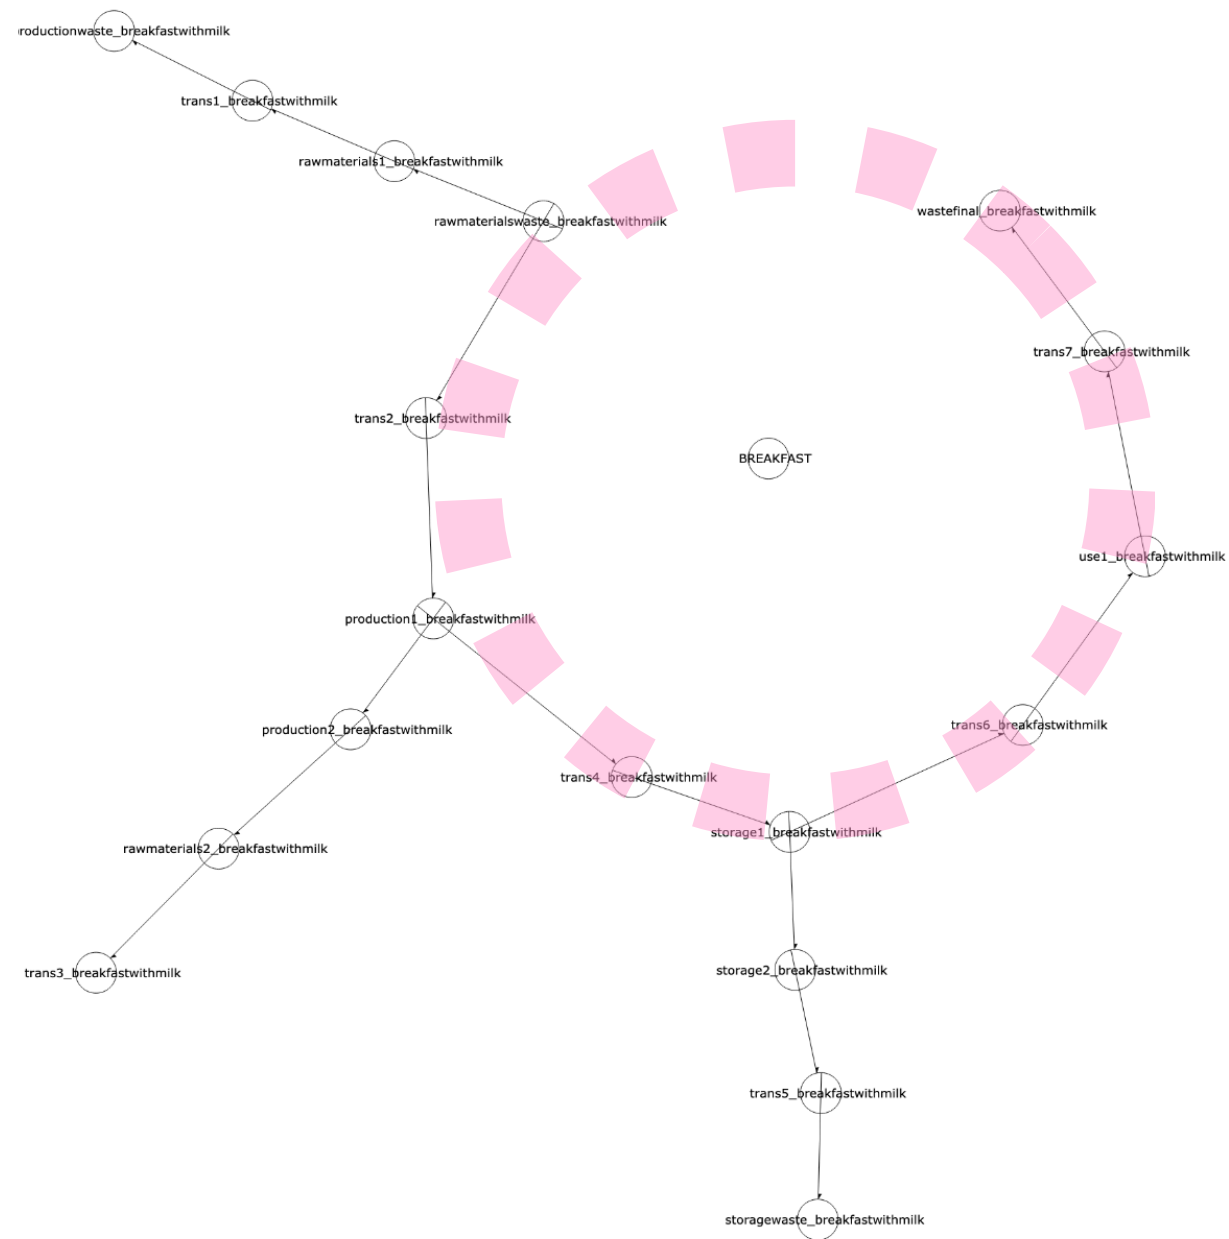 roductionwaste_breakfastwithmilk
trans1_breakfastwithmilk
rawmaterials1_breakfastwithmilk
rawmaterialswaste_breakfastwithmilk
wastefinal_breakfastwithmilk
trans7_breakfastwithmilk
trans2_breakfastwithmilk
BREAKFAST
use1_breakfastwithmilk
production1_breakfastwithmilk
trans6_breakfastwithmilk
production2_breakfastwithmilk
trans4_breakfastwithmilk
storage1_breakfastwithmilk
rawmaterials2_breakfastwithmilk
storage2_breakfastwithmilk
trans3_breakfastwithmilk
trans5_breakfastwithmilk
storagewaste_breakfastwithmilk